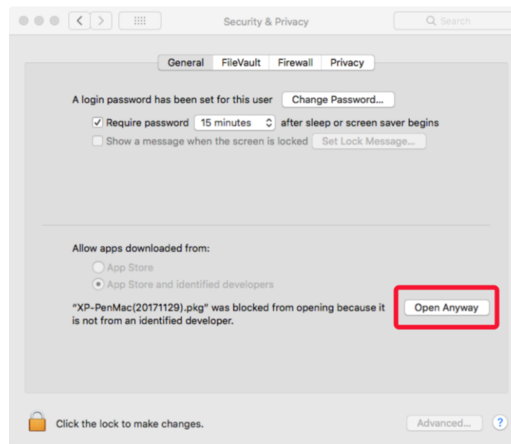 Security & Privacy
Search
General FileVault Firewall Privacy
A login password has been set for this user Change Password...
Require password 15 minutes after sleep or screen saver begins
Show a message when the screen is locked Set Lock Message...
Allow apps downloaded from:
App Store
App Store and identified developers
"XP-PenMac(20171129).pkg" was blocked from opening because it
is not from an identified developer.
Open Anyway
Click the lock to make changes.
Advanced...
?